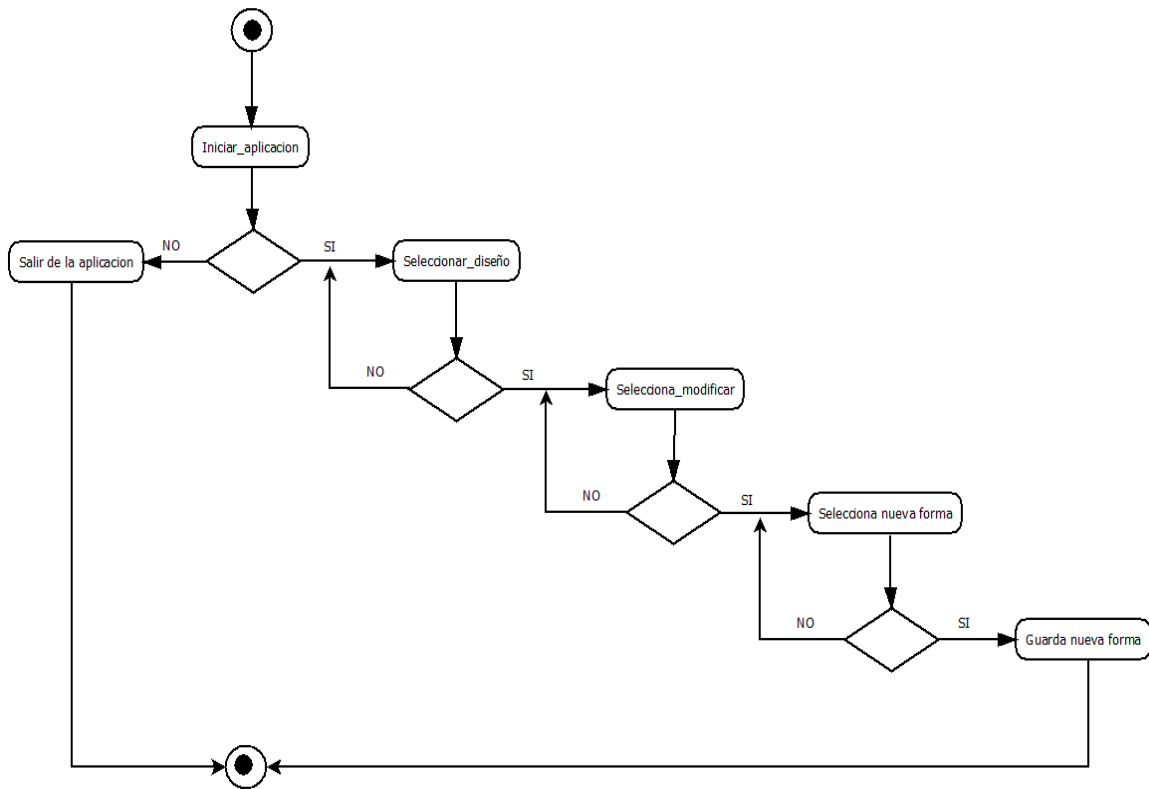 Iniciar_aplicacion
Salir de la aplicacion
NO
SI
Seleccionar_diseño
NO
SI
Selecciona_modificar
NO
SI
Selecciona nueva forma
NO
SI
Guarda nueva forma